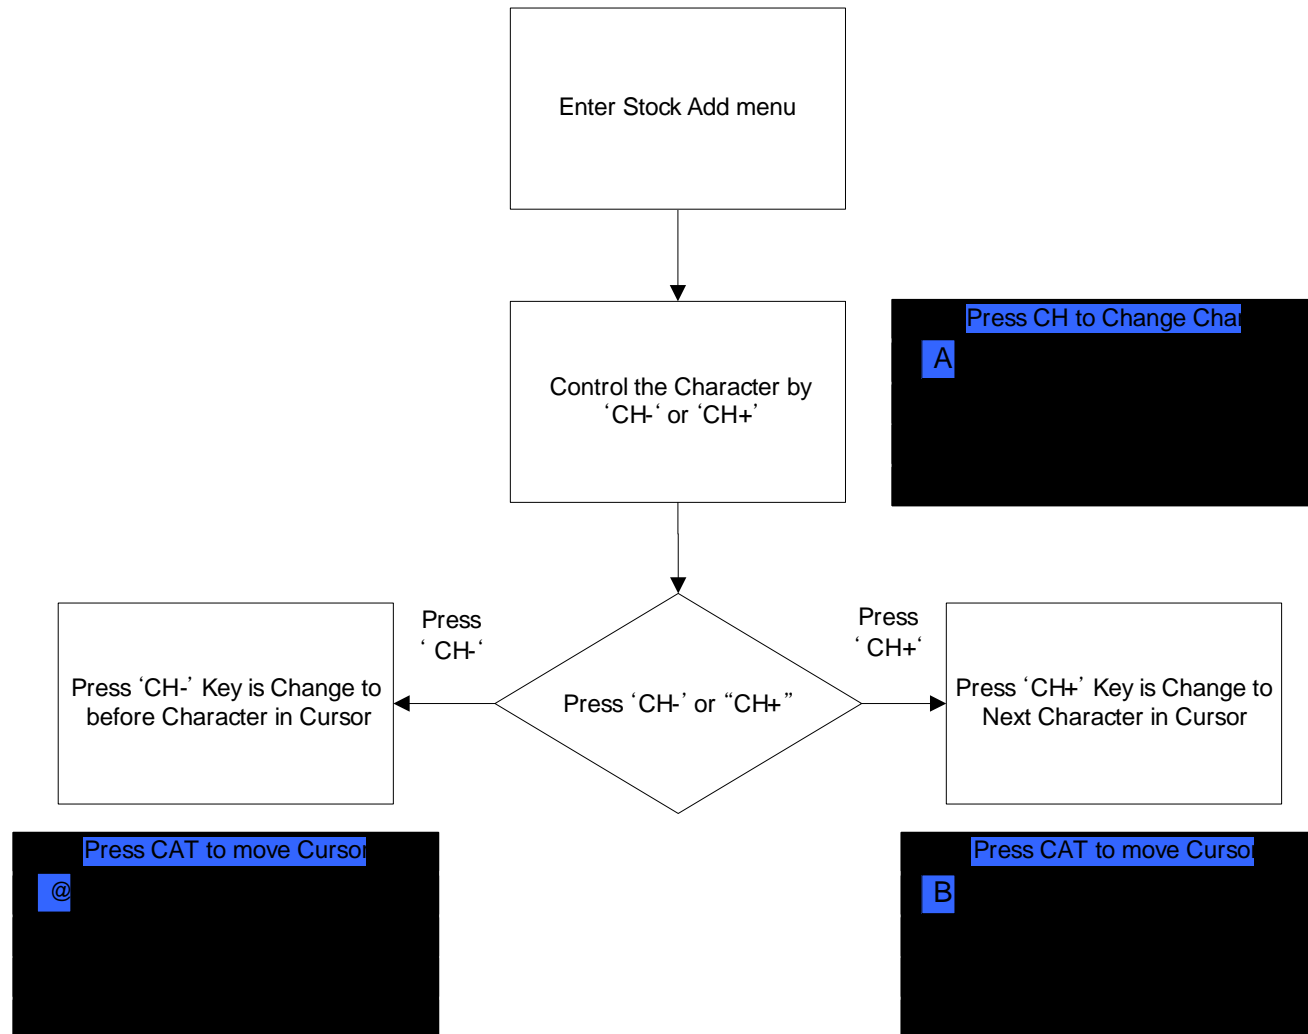 Enter Stock Add menu
Press CH to Change Char
A
Control the Character by
‘CH-‘ or ‘CH+’
Press
‘ CH-‘
Press
‘ CH+‘
Press ‘CH-’ Key is Change to
before Character in Cursor
Press ‘CH-’ or “CH+”
Press ‘CH+’ Key is Change to
Next Character in Cursor
Press CAT to move Cursor
@
Press CAT to move Cursor
B